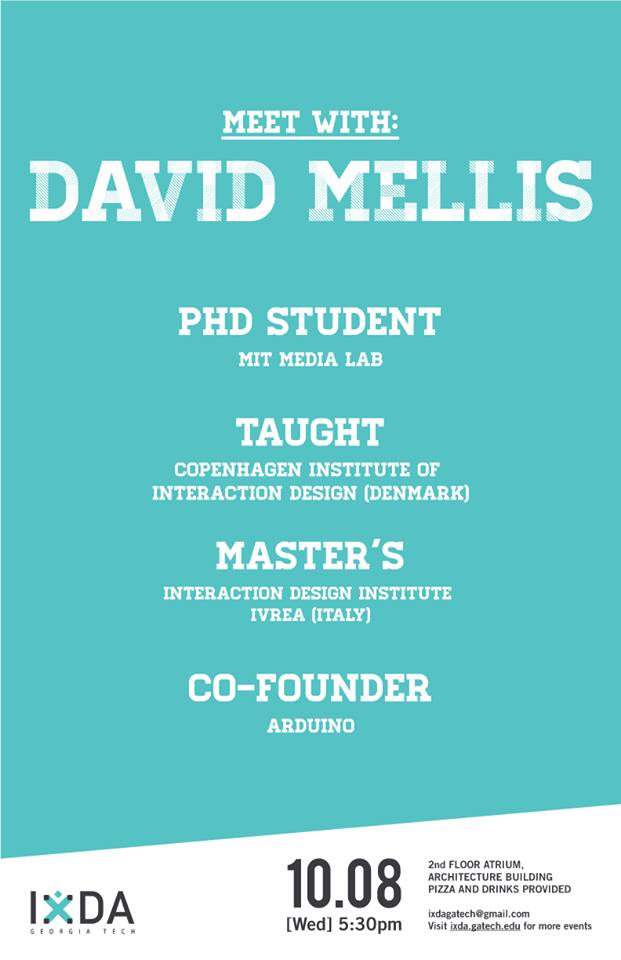 MEET WITH:
DAVID MELLIS
PHD STUDENT
MIT MEDIA LAB
TAUGHT
COPENHAGEN INSTITUTE OF
INTERACTION DESIGN (DENMARK)
MASTER'S
INTERACTION DESIGN INSTITUTE
IVREA (ITALY)
CO-FOUNDER
ARDUINO
IXDA
GEORGIA TECH
10.08
[Wed] 5:30pm
2nd FLOOR ATRIUM,
ARCHITECTURE BUILDING
PIZZA AND DRINKS PROVIDED
ixdagatech@gmail.com
Visit ixda.gatech.edu for more events